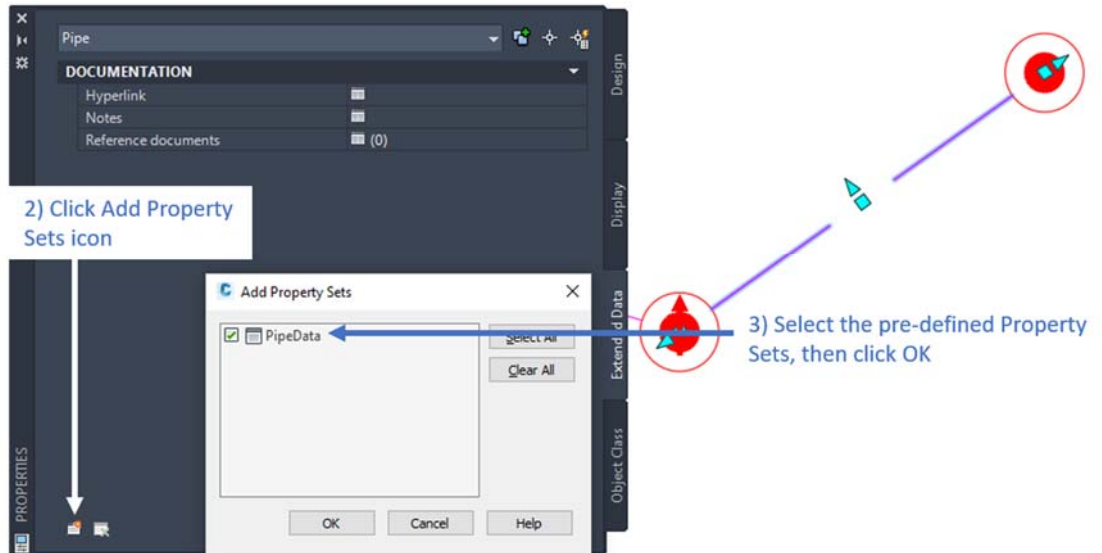 Pipe
DOCUMENTATION
Hyperlink
Notes
Reference documents (0)
2) Click Add Property
Sets icon
Add Property Sets
PipeData
Select All
Clear All
OK Cancel Help
3) Select the pre-defined Property
Sets, then click OK
Design
Display
Extended Data
Object Class
PROPERTIES